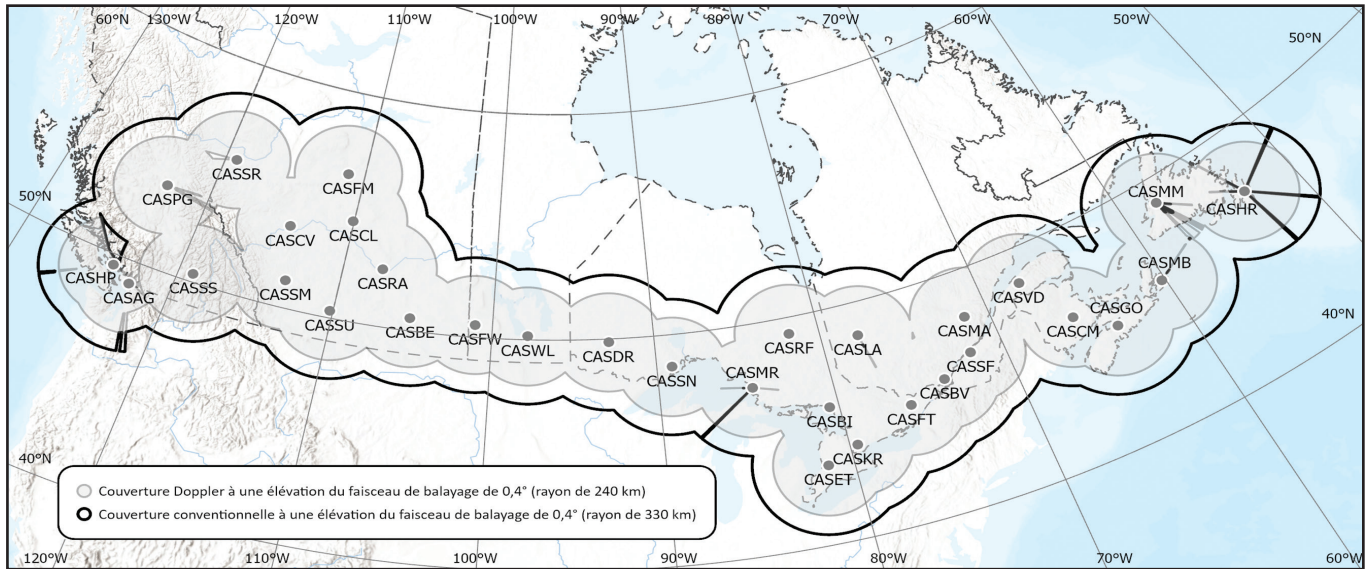 60°N 130°W 120°W 110°W 100°W 90°W 80°W 70°W 60°W 50°W
50°N
50°N
40°N
40°N
CASSR
CASPG
CASFM
CASCV
CASCL
CASHP
CASAG
CASSS
CASSM
CASRA
CASSU
CASBE
CASFW
CASWL
CASDR
CASSN
CASMR
CASRF
CASLA
CASBI
CASKR
CASET
CASFT
CASBV
CASSF
CASMA
CASVD
CASCM
CASGO
CASMB
CASMM
CASHR
Couverture Doppler à une élévation du faisceau de balayage de 0,4° (rayon de 240 km)
Couverture conventionnelle à une élévation du faisceau de balayage de 0,4° (rayon de 330 km)
120°W 110°W 100°W 90°W 80°W 70°W 60°W